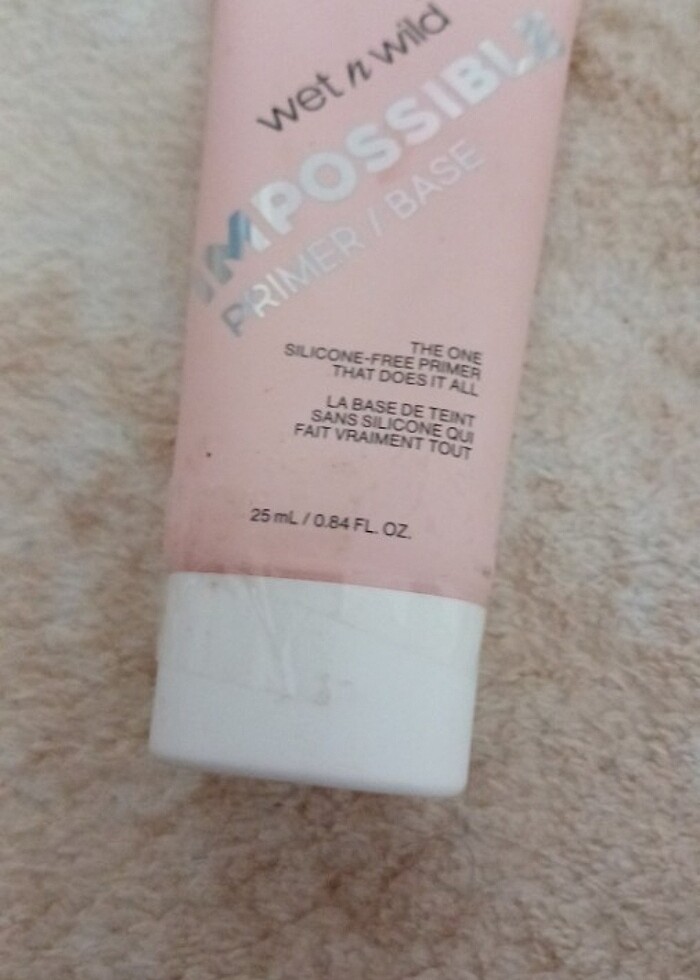 wet n wild
IMPOSSIBLE
PRIMER / BASE
THE ONE
SILICONE-FREE PRIMER
THAT DOES IT ALL
LA BASE DE TEINT
SANS SILICONE QUI
FAIT VRAIMENT TOUT
25 mL / 0.84 FL. OZ.